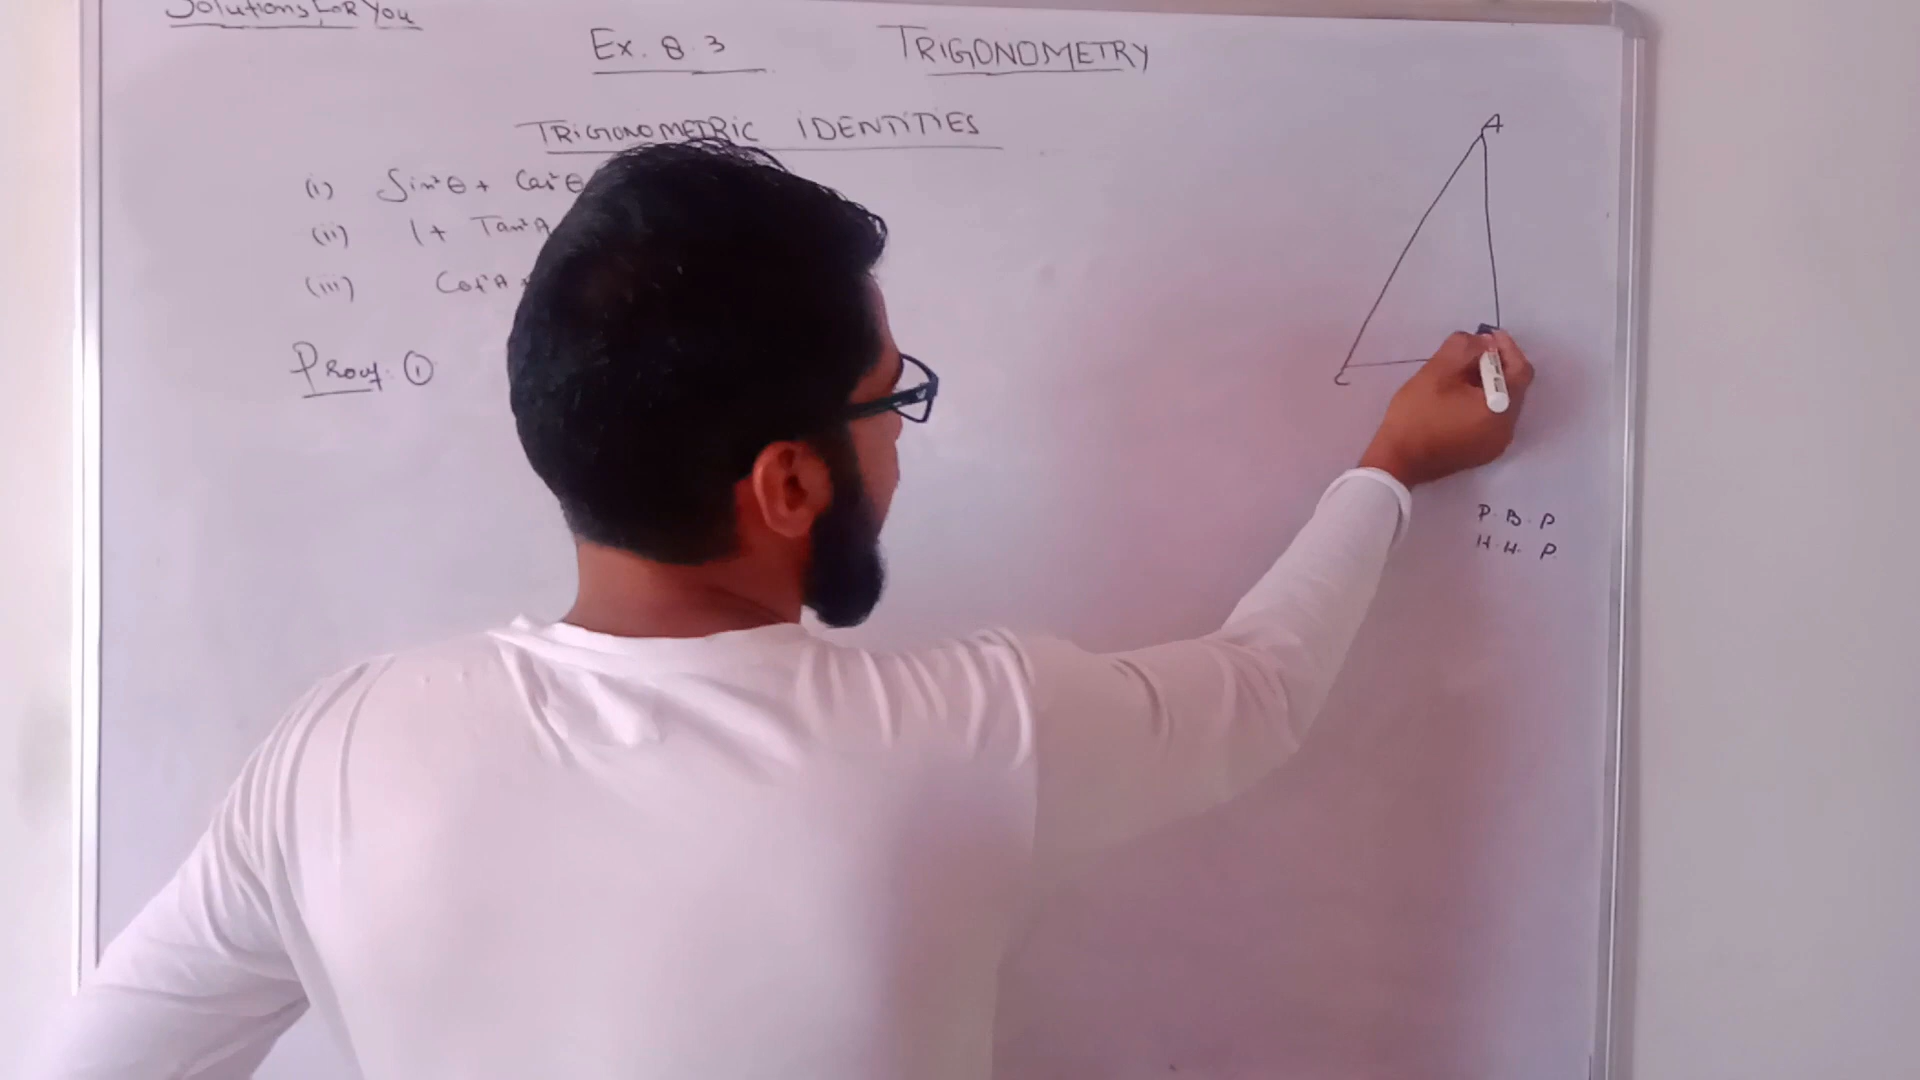 Solutions FOR You
Ex. 8.3 TRIGONOMETRY
TRIGONOMETRIC IDENTITIES
(i) Sin²θ + Cos²θ
(ii) 1 + Tan²A
(iii) Cot²A
Proof: ①
A
C
P. B. P
H. H. P